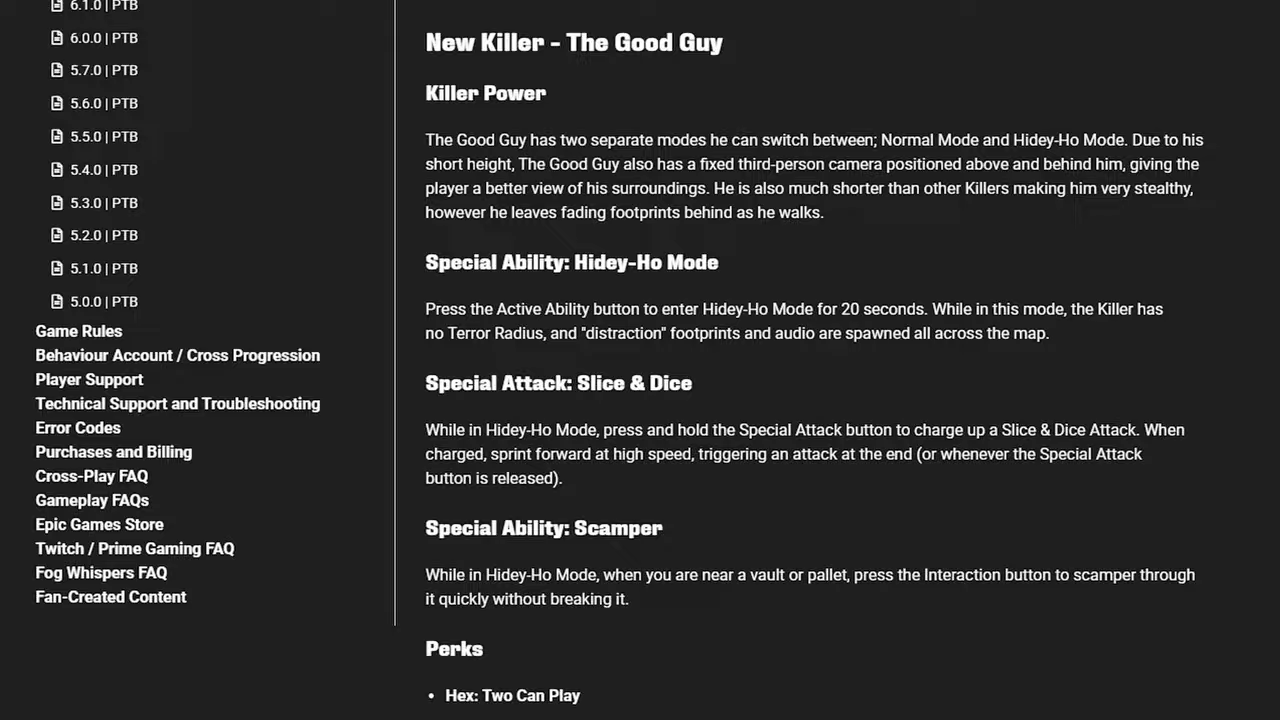 6.1.0 | PTB
6.0.0 | PTB
5.7.0 | PTB
5.6.0 | PTB
5.5.0 | PTB
5.4.0 | PTB
5.3.0 | PTB
5.2.0 | PTB
5.1.0 | PTB
5.0.0 | PTB
Game Rules
Behaviour Account / Cross Progression
Player Support
Technical Support and Troubleshooting
Error Codes
Purchases and Billing
Cross-Play FAQ
Gameplay FAQs
Epic Games Store
Twitch / Prime Gaming FAQ
Fog Whispers FAQ
Fan-Created Content
New Killer - The Good Guy
Killer Power
The Good Guy has two separate modes he can switch between; Normal Mode and Hidey-Ho Mode. Due to his
short height, The Good Guy also has a fixed third-person camera positioned above and behind him, giving the
player a better view of his surroundings. He is also much shorter than other Killers making him very stealthy,
however he leaves fading footprints behind as he walks.
Special Ability: Hidey-Ho Mode
Press the Active Ability button to enter Hidey-Ho Mode for 20 seconds. While in this mode, the Killer has
no Terror Radius, and "distraction" footprints and audio are spawned all across the map.
Special Attack: Slice & Dice
While in Hidey-Ho Mode, press and hold the Special Attack button to charge up a Slice & Dice Attack. When
charged, sprint forward at high speed, triggering an attack at the end (or whenever the Special Attack
button is released).
Special Ability: Scamper
While in Hidey-Ho Mode, when you are near a vault or pallet, press the Interaction button to scamper through
it quickly without breaking it.
Perks
• Hex: Two Can Play